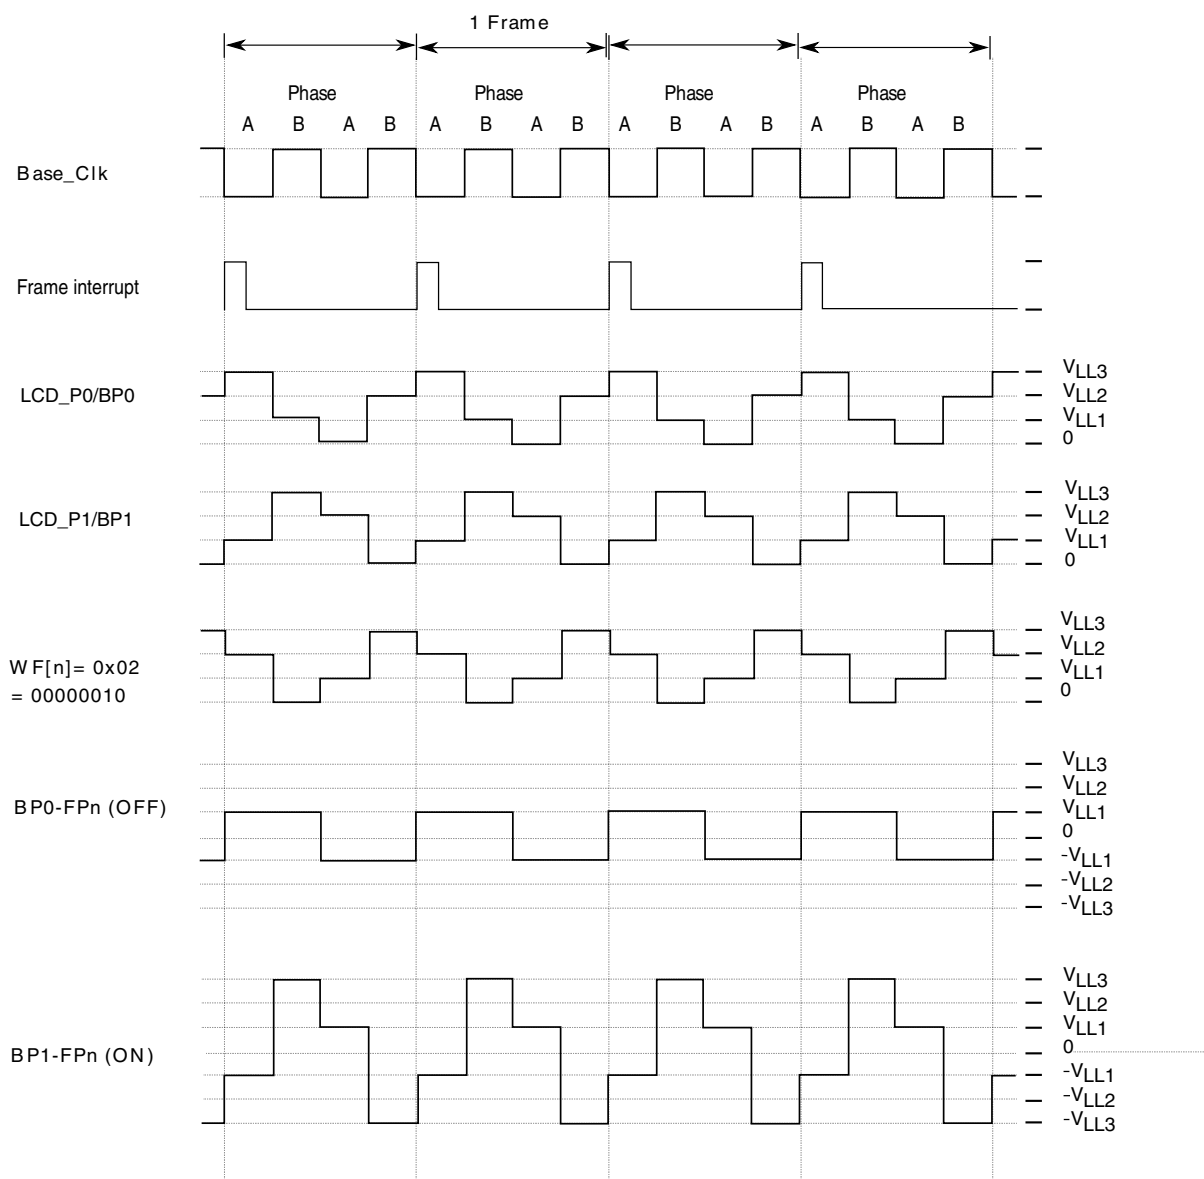 1 Frame
Phase Phase Phase Phase
A B A B A B A B A B A B A B A B
Base_Clk
Frame interrupt
LCD_P0/BP0
VLL3
VLL2
VLL1
0
LCD_P1/BP1
VLL3
VLL2
VLL1
0
WF[n]= 0x02
= 00000010
VLL3
VLL2
VLL1
0
BP0-FPn (OFF)
VLL3
VLL2
VLL1
0
-VLL1
-VLL2
-VLL3
BP1-FPn (ON)
VLL3
VLL2
VLL1
0
-VLL1
-VLL2
-VLL3